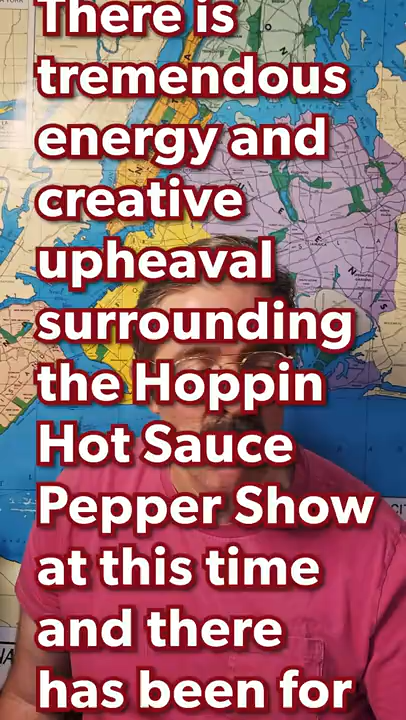 There is
tremendous
energy and
creative
upheaval
surrounding
the Hoppin
Hot Sauce
Pepper Show
at this time
and there
has been for